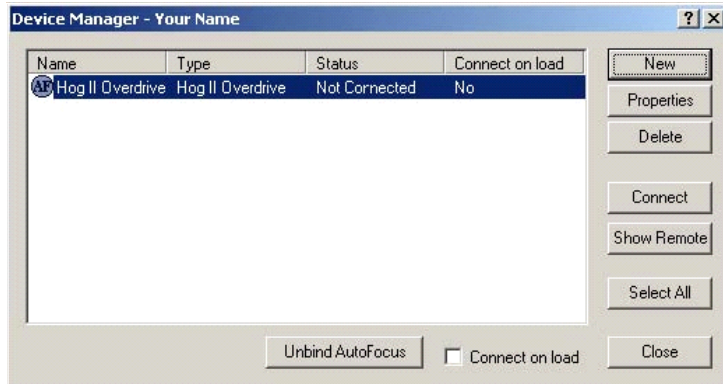 Device Manager - Your Name
Name Type Status Connect on load
AF Hog II Overdrive Hog II Overdrive Not Connected No
New
Properties
Delete
Connect
Show Remote
Select All
Unbind AutoFocus Connect on load Close